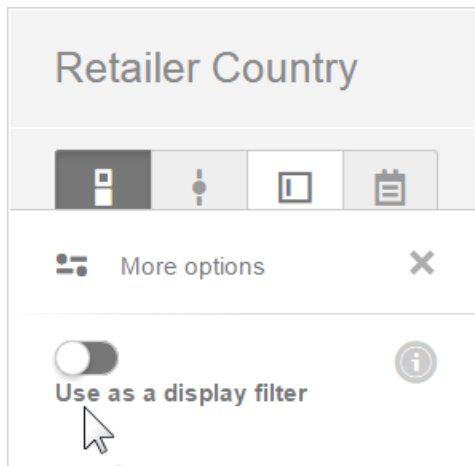 Retailer Country
More options
Use as a display filter